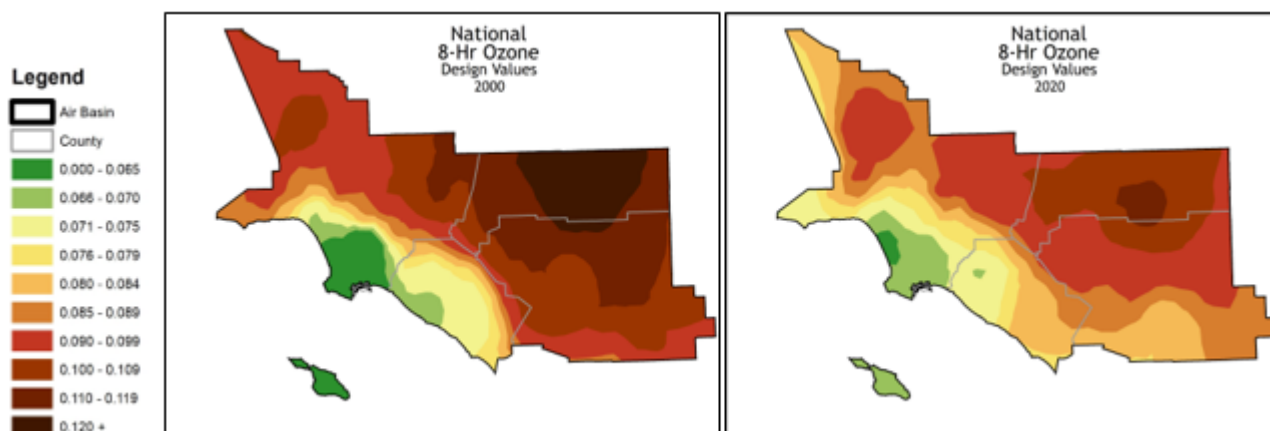 Legend
Air Basin
County
0.000 - 0.065
0.066 - 0.070
0.071 - 0.075
0.076 - 0.079
0.080 - 0.084
0.085 - 0.089
0.090 - 0.099
0.100 - 0.109
0.110 - 0.119
0.120 +
National
8-Hr Ozone
Design Values
2000
National
8-Hr Ozone
Design Values
2020